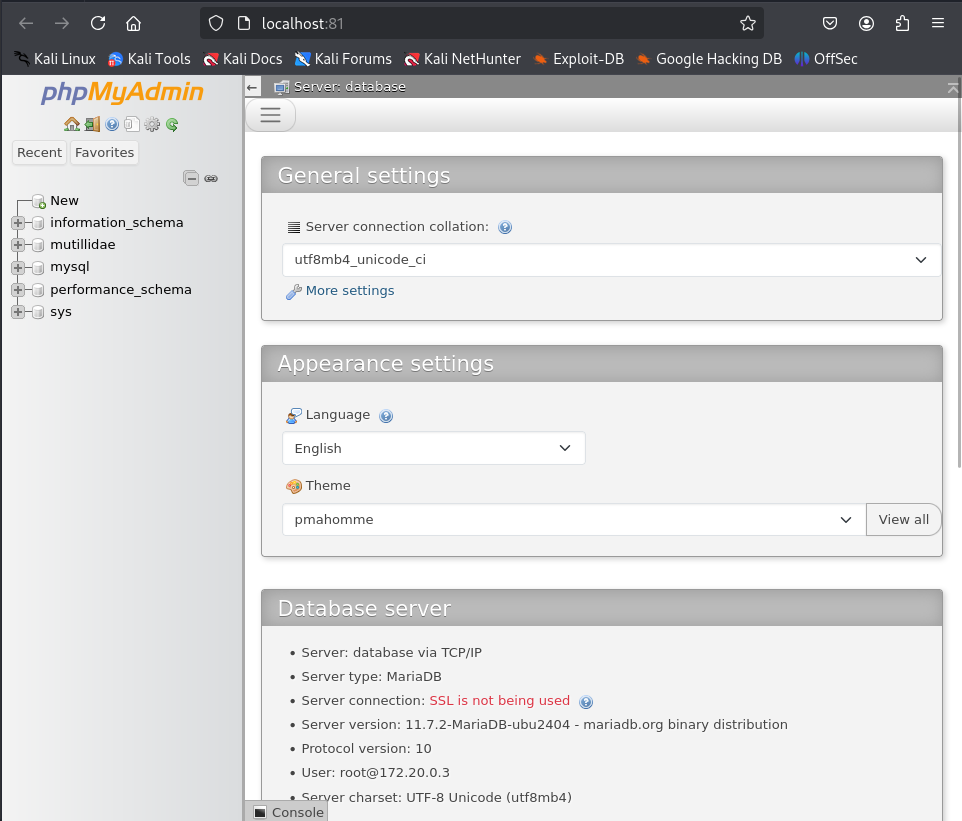 localhost:81
Kali Linux Kali Tools Kali Docs Kali Forums Kali NetHunter Exploit-DB Google Hacking DB OffSec
phpMyAdmin
Recent Favorites
New
information_schema
mutillidae
mysql
performance_schema
sys
Server: database
General settings
Server connection collation:
utf8mb4_unicode_ci
More settings
Appearance settings
Language
English
Theme
pmahomme
View all
Database server
• Server: database via TCP/IP
• Server type: MariaDB
• Server connection: SSL is not being used
• Server version: 11.7.2-MariaDB-ubu2404 - mariadb.org binary distribution
• Protocol version: 10
• User: root@172.20.0.3
• Server charset: UTF-8 Unicode (utf8mb4)
Console